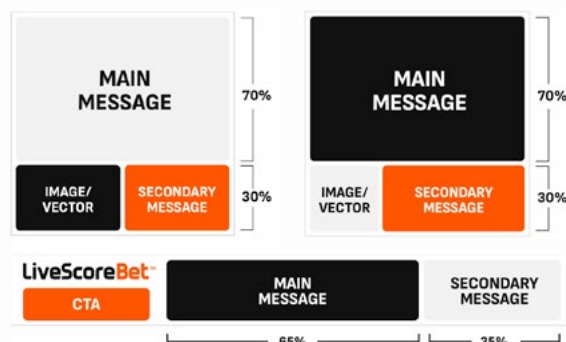 MAIN
MESSAGE
70%
IMAGE/
VECTOR
SECONDARY
MESSAGE
30%
MAIN
MESSAGE
70%
IMAGE/
VECTOR
SECONDARY
MESSAGE
30%
LiveScoreBet™
CTA
MAIN
MESSAGE
SECONDARY
MESSAGE
65%
35%